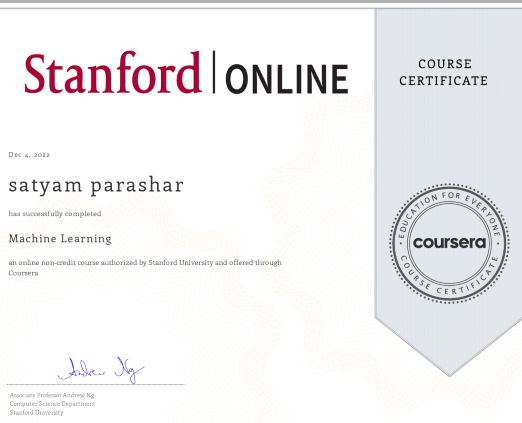 Stanford | ONLINE
COURSE
CERTIFICATE
Dec 4, 2022
satyam parashar
has successfully completed
Machine Learning
an online non-credit course authorized by Stanford University and offered through
Coursera
EDUCATION FOR EVERYONE
coursera
COURSE CERTIFICATE
Andrew Ng
Associate Professor Andrew Ng
Computer Science Department
Stanford University